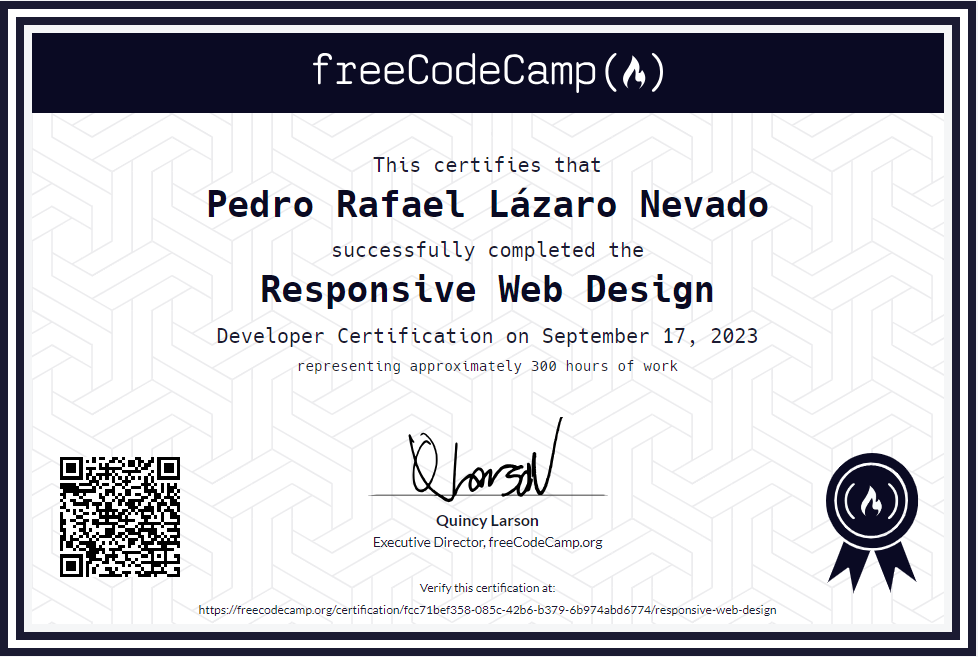 freeCodeCamp
This certifies that
Pedro Rafael Lázaro Nevado
successfully completed the
Responsive Web Design
Developer Certification on September 17, 2023
representing approximately 300 hours of work
QLarson
Quincy Larson
Executive Director, freeCodeCamp.org
Verify this certification at:
https://freecodecamp.org/certification/fcc71bef358-085c-42b6-b379-6b974abd6774/responsive-web-design